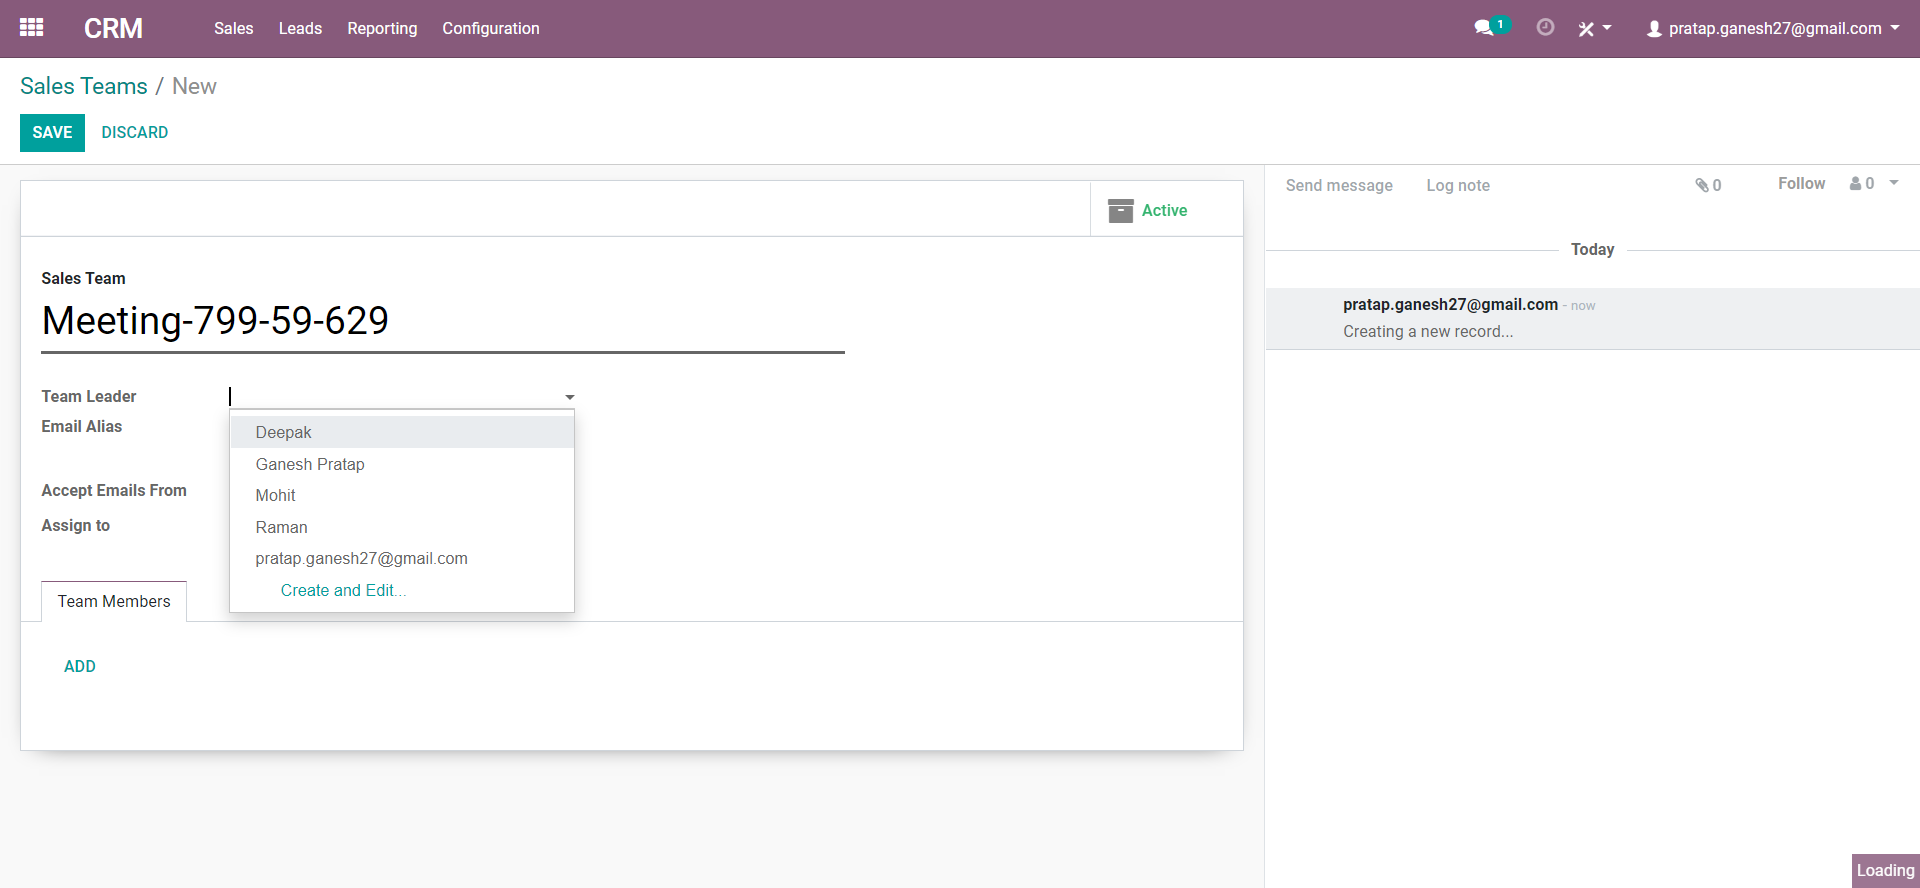 CRM
Sales Leads Reporting Configuration
1
pratap.ganesh27@gmail.com
Sales Teams / New
SAVE DISCARD
Active
Sales Team
Meeting-799-59-629
Team Leader
Email Alias
Accept Emails From
Assign to
Deepak
Ganesh Pratap
Mohit
Raman
pratap.ganesh27@gmail.com
Create and Edit...
Team Members
ADD
Send message Log note 0 Follow 0
Today
pratap.ganesh27@gmail.com - now
Creating a new record...
Loading